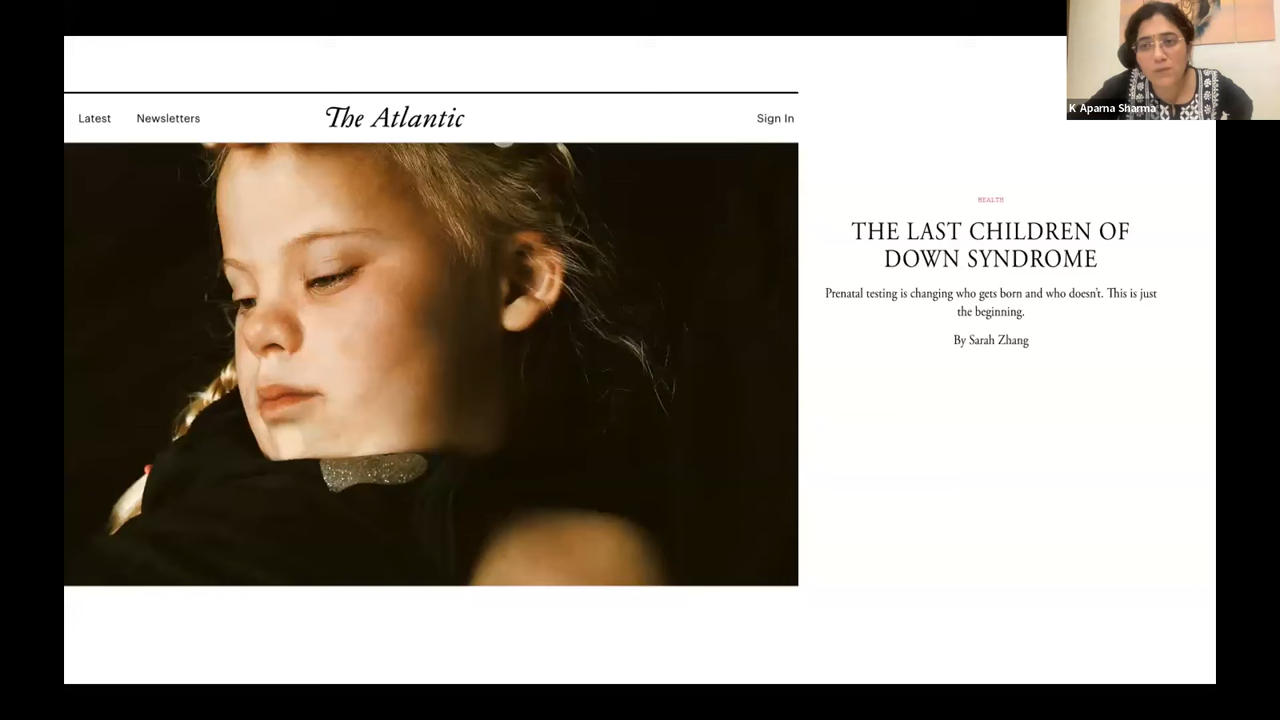 Latest Newsletters The Atlantic Sign In
HEALTH
THE LAST CHILDREN OF
DOWN SYNDROME
Prenatal testing is changing who gets born and who doesn't. This is just
the beginning.
By Sarah Zhang
K Aparna Sharma